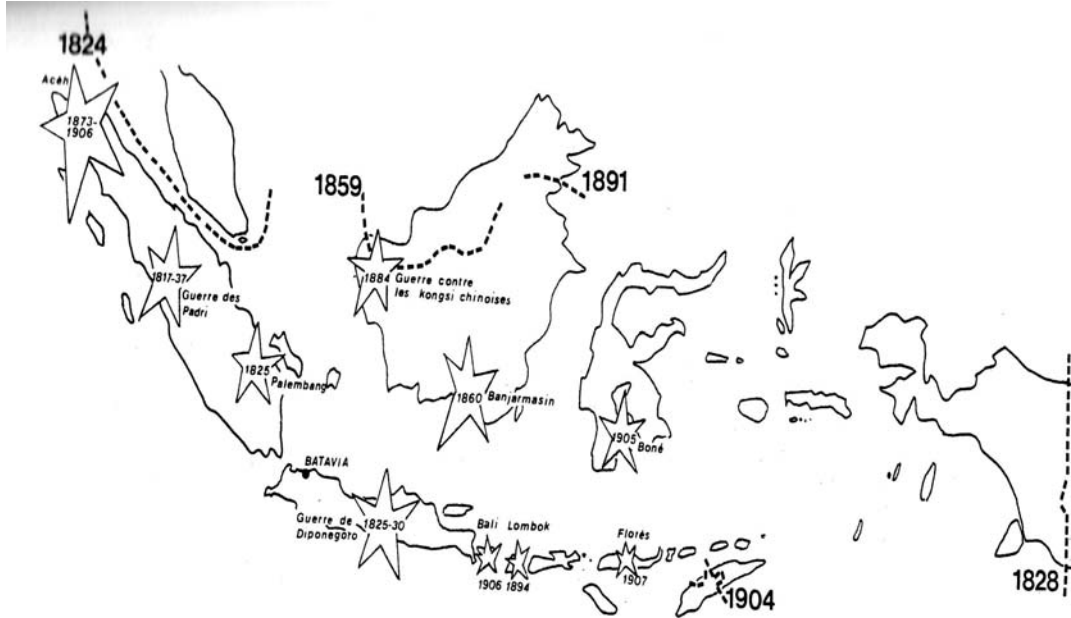 1824
Aceh
1873-
1906
1859
1891
1884
Guerre contre
les kongsi chinoises
1817-37
Guerre des
Padri
1825
Palembang
1860
Banjarmasin
1905
Boné
BATAVIA
Guerre de
Diponegoro
1825-30
Bali
Lombok
Florès
1906
1894
1907
1904
1828